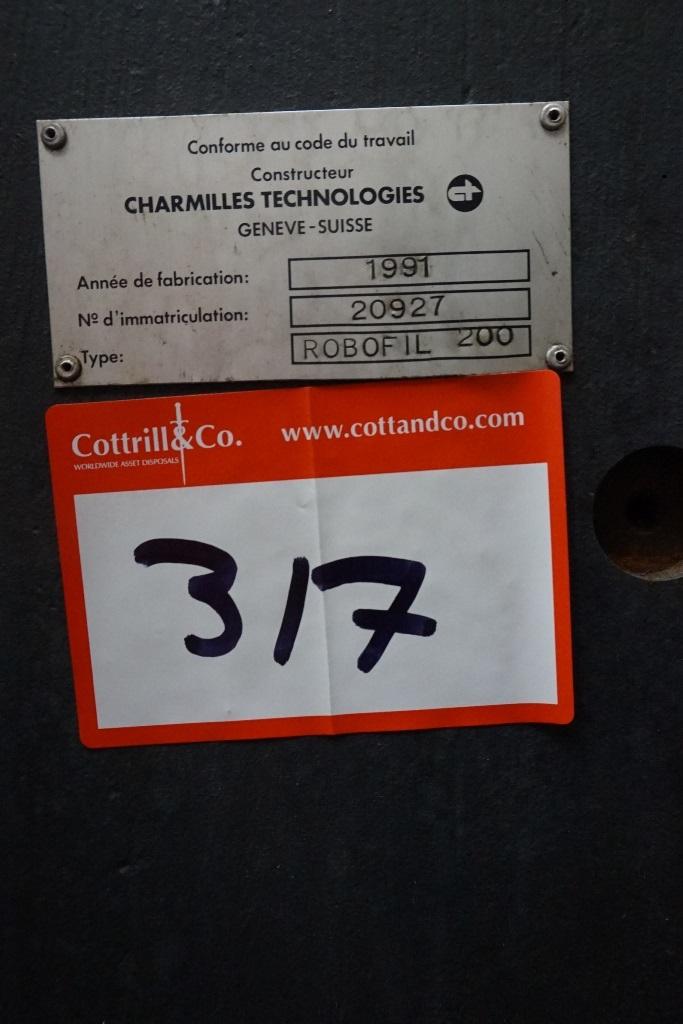 Conforme au code du travail
Constructeur
CHARMILLES TECHNOLOGIES
GENEVE-SUISSE
Année de fabrication: 1991
Nº d'immatriculation: 20927
Type: ROBOFIL 200
Cottrill&Co. www.cottandco.com
WORLDWIDE ASSET DISPOSALS
317